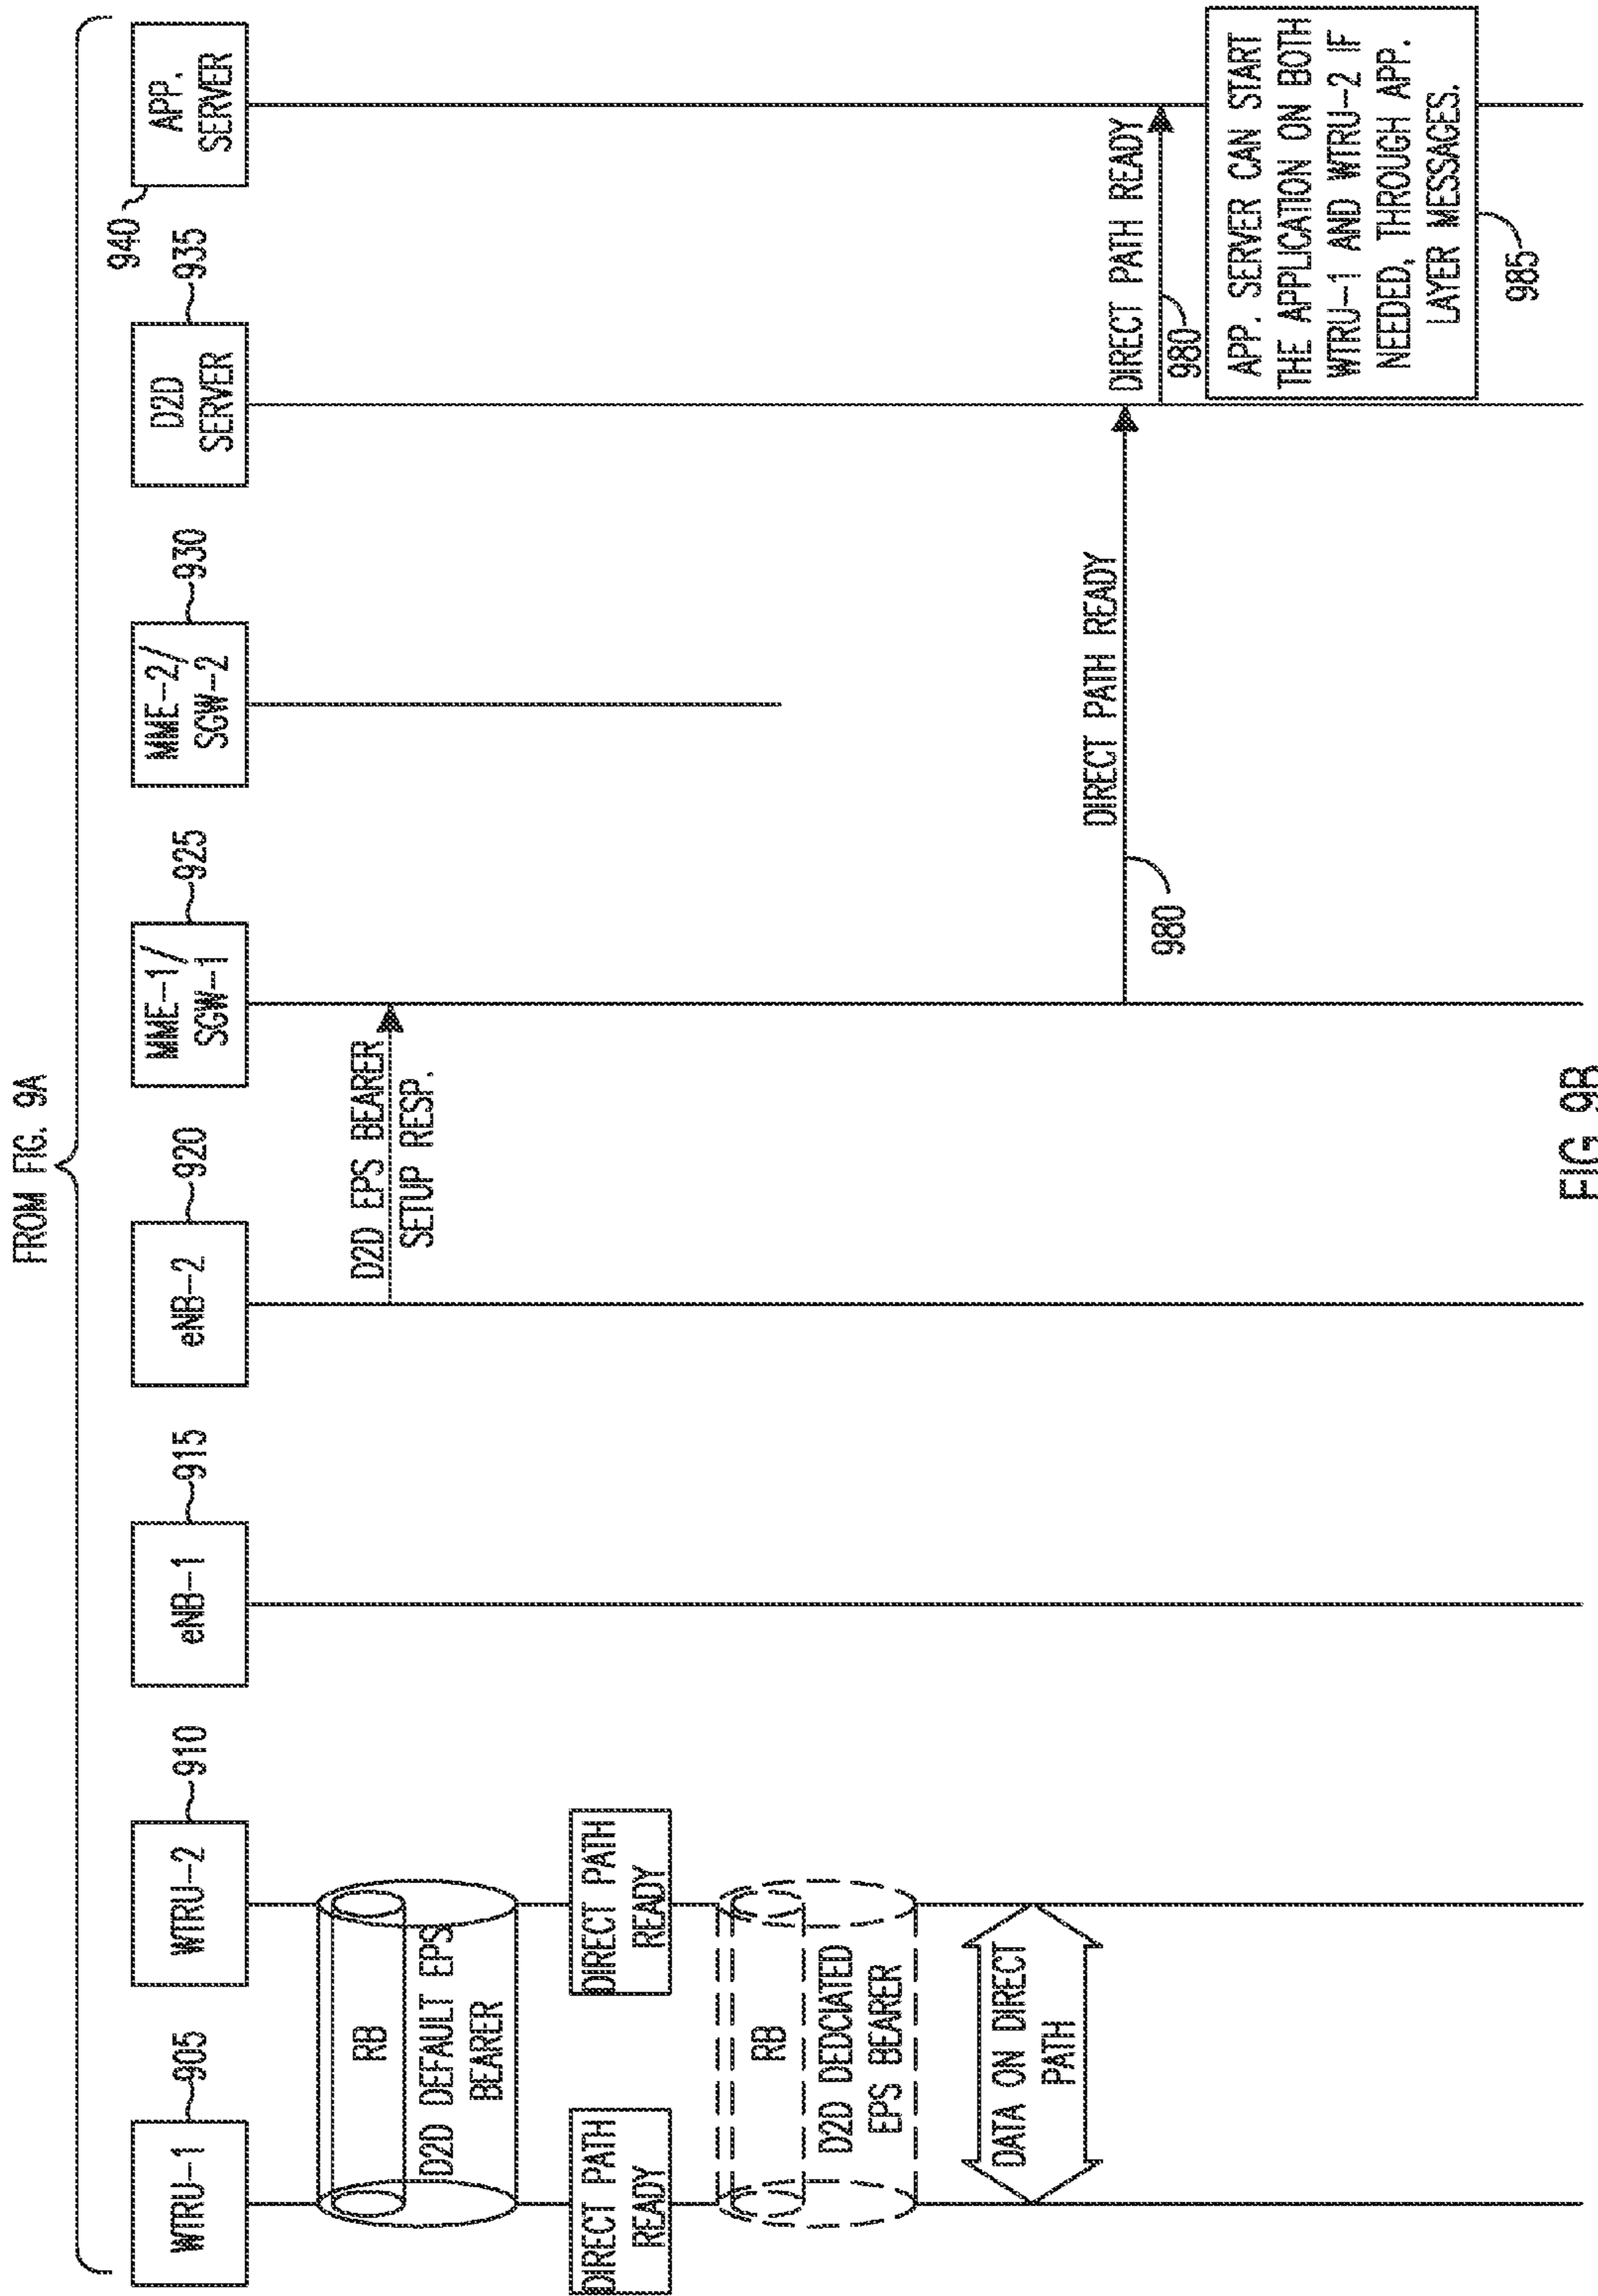 FROM FIG. 9A
WTRU-1
905
WTRU-2
910
eNB-1
915
eNB-2
920
MME-1/
SGW-1
925
MME-2/
SGW-2
930
D2D
SERVER
935
APP.
SERVER
940
RB
D2D DEFAULT EPS
BEARER
D2D EPS BEARER
SETUP RESP.
DIRECT PATH
READY
DIRECT PATH
READY
RB
D2D DEDCIATED
EPS BEARER
DATA ON DIRECT
PATH
DIRECT PATH READY
980
DIRECT PATH READY
980
APP. SERVER CAN START
THE APPLICATION ON BOTH
WTRU-1 AND WTRU-2 IF
NEEDED, THROUGH APP.
LAYER MESSAGES.
985
FIG. 9B